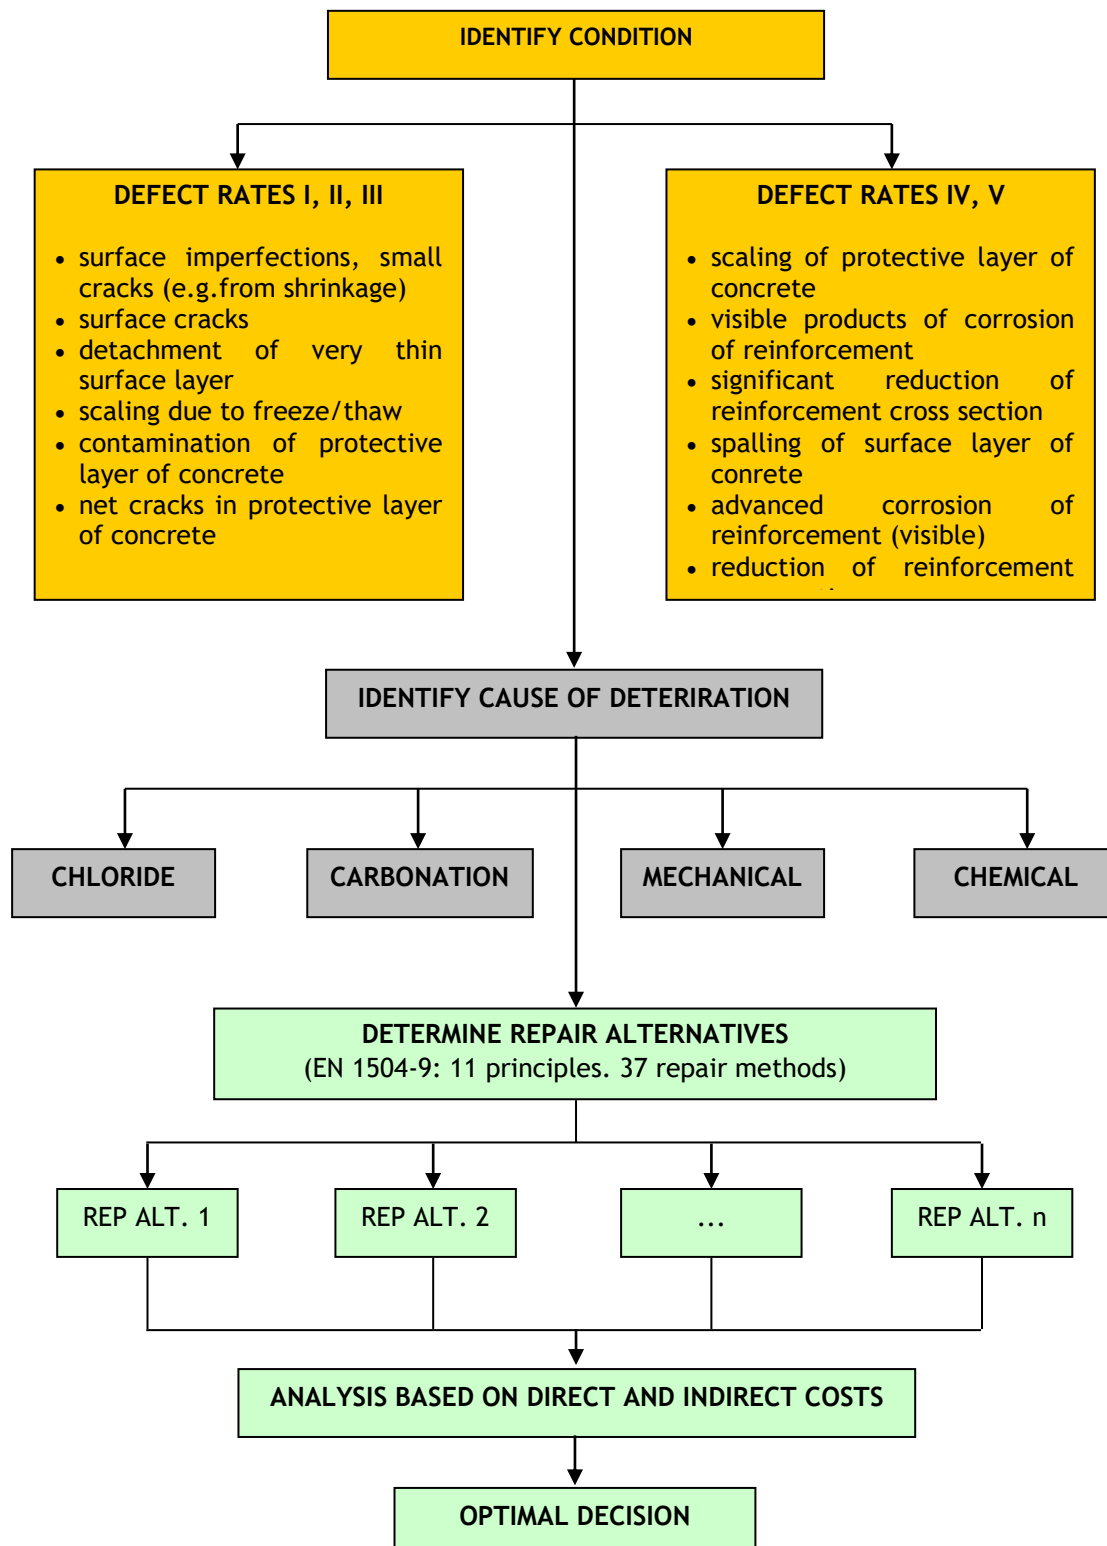 IDENTIFY CONDITION
DEFECT RATES I, II, III
• surface imperfections, small
cracks (e.g.from shrinkage)
• surface cracks
• detachment of very thin
surface layer
• scaling due to freeze/thaw
• contamination of protective
layer of concrete
• net cracks in protective layer
of concrete
DEFECT RATES IV, V
• scaling of protective layer of
concrete
• visible products of corrosion
of reinforcement
• significant reduction of
reinforcement cross section
• spalling of surface layer of
conrete
• advanced corrosion of
reinforcement (visible)
• reduction of reinforcement
IDENTIFY CAUSE OF DETERIRATION
CHLORIDE
CARBONATION
MECHANICAL
CHEMICAL
DETERMINE REPAIR ALTERNATIVES
(EN 1504-9: 11 principles. 37 repair methods)
REP ALT. 1
REP ALT. 2
...
REP ALT. n
ANALYSIS BASED ON DIRECT AND INDIRECT COSTS
OPTIMAL DECISION